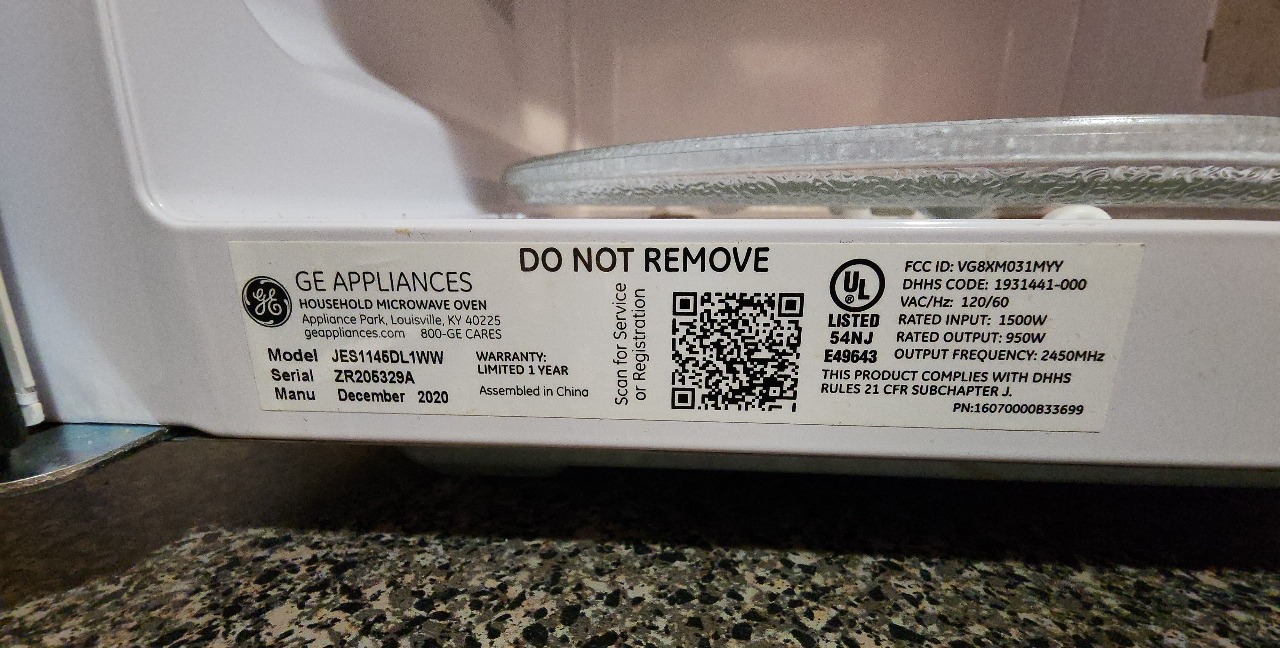 DO NOT REMOVE
GE APPLIANCES
HOUSEHOLD MICROWAVE OVEN
Appliance Park, Louisville, KY 40225
geappliances.com 800-GE CARES
Model JES1145DL1WW
Serial ZR205329A
Manu December 2020
WARRANTY:
LIMITED 1 YEAR
Assembled in China
Scan for Service
or Registration
UL
®
LISTED
54NJ
E49643
FCC ID: VG8XM031MYY
DHHS CODE: 1931441-000
VAC/Hz: 120/60
RATED INPUT: 1500W
RATED OUTPUT: 950W
OUTPUT FREQUENCY: 2450MHz
THIS PRODUCT COMPLIES WITH DHHS
RULES 21 CFR SUBCHAPTER J.
PN:16070000B33699